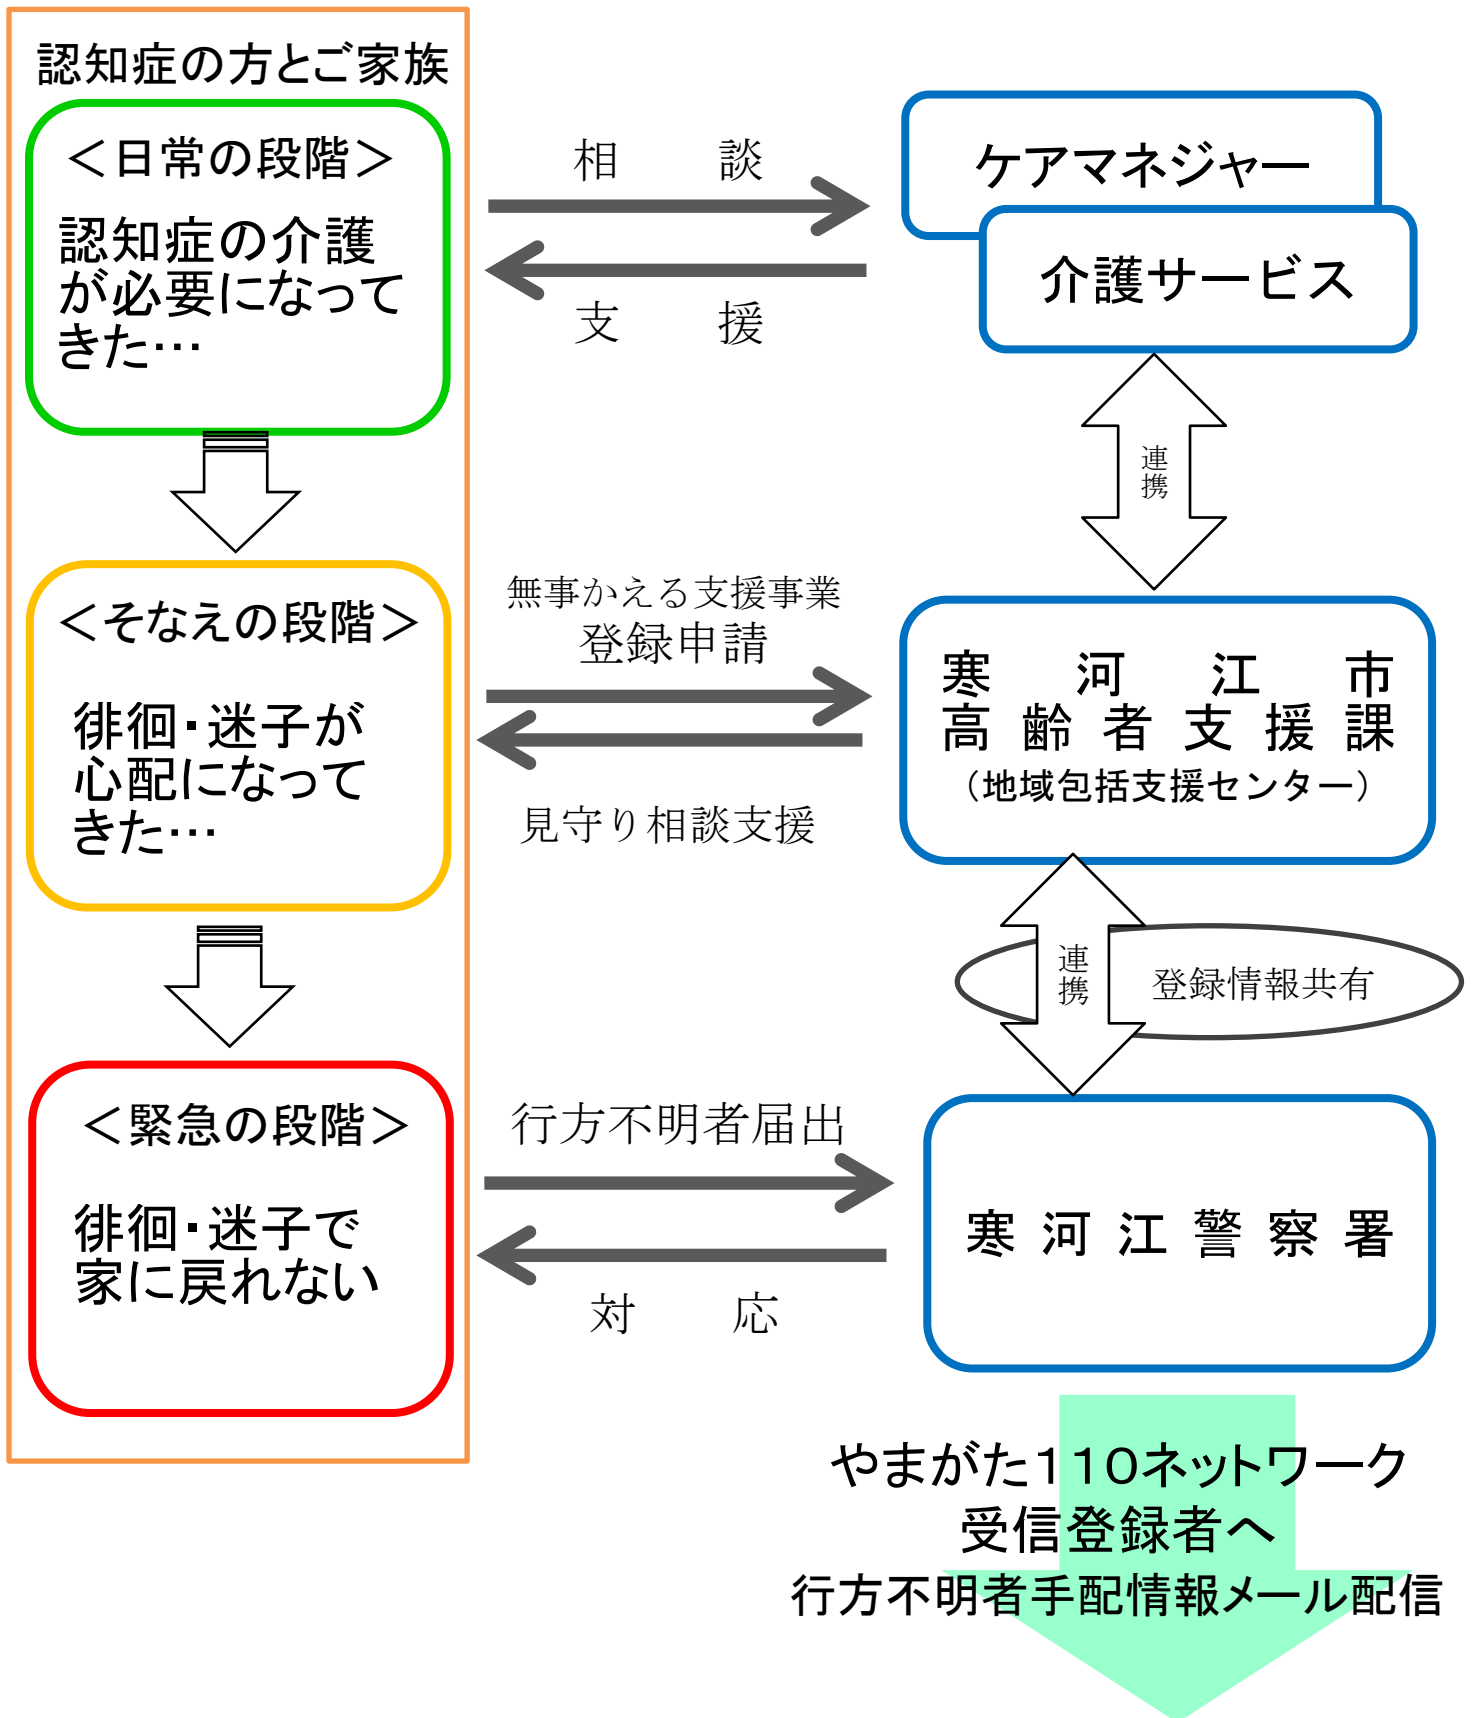 認知症の方とご家族
＜日常の段階＞
認知症の介護
が必要になって
きた…
相　談
支　援
ケアマネジャー
介護サービス
連携
＜そなえの段階＞
徘徊・迷子が
心配になって
きた…
無事かえる支援事業
登録申請
見守り相談支援
寒河江市
高齢者支援課
（地域包括支援センター）
連携
登録情報共有
＜緊急の段階＞
徘徊・迷子で
家に戻れない
行方不明者届出
対　応
寒河江警察署
やまがた１１０ネットワーク
受信登録者へ
行方不明者手配情報メール配信